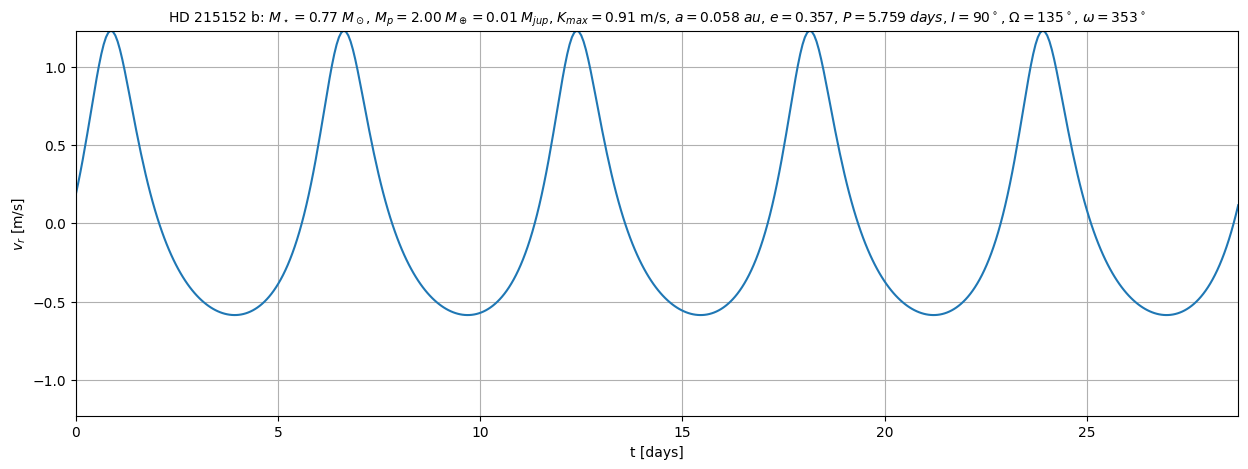 HD 215152 b: M⋆ = 0.77 M⊙, Mp = 2.00 M⊕ = 0.01 Mjup, Kmax = 0.91 m/s, a = 0.058 au, e = 0.357, P = 5.759 days, I = 90°, Ω = 135°, ω = 353°
1.0
0.5
0.0
−0.5
−1.0
vr [m/s]
0 5 10 15 20 25
t [days]